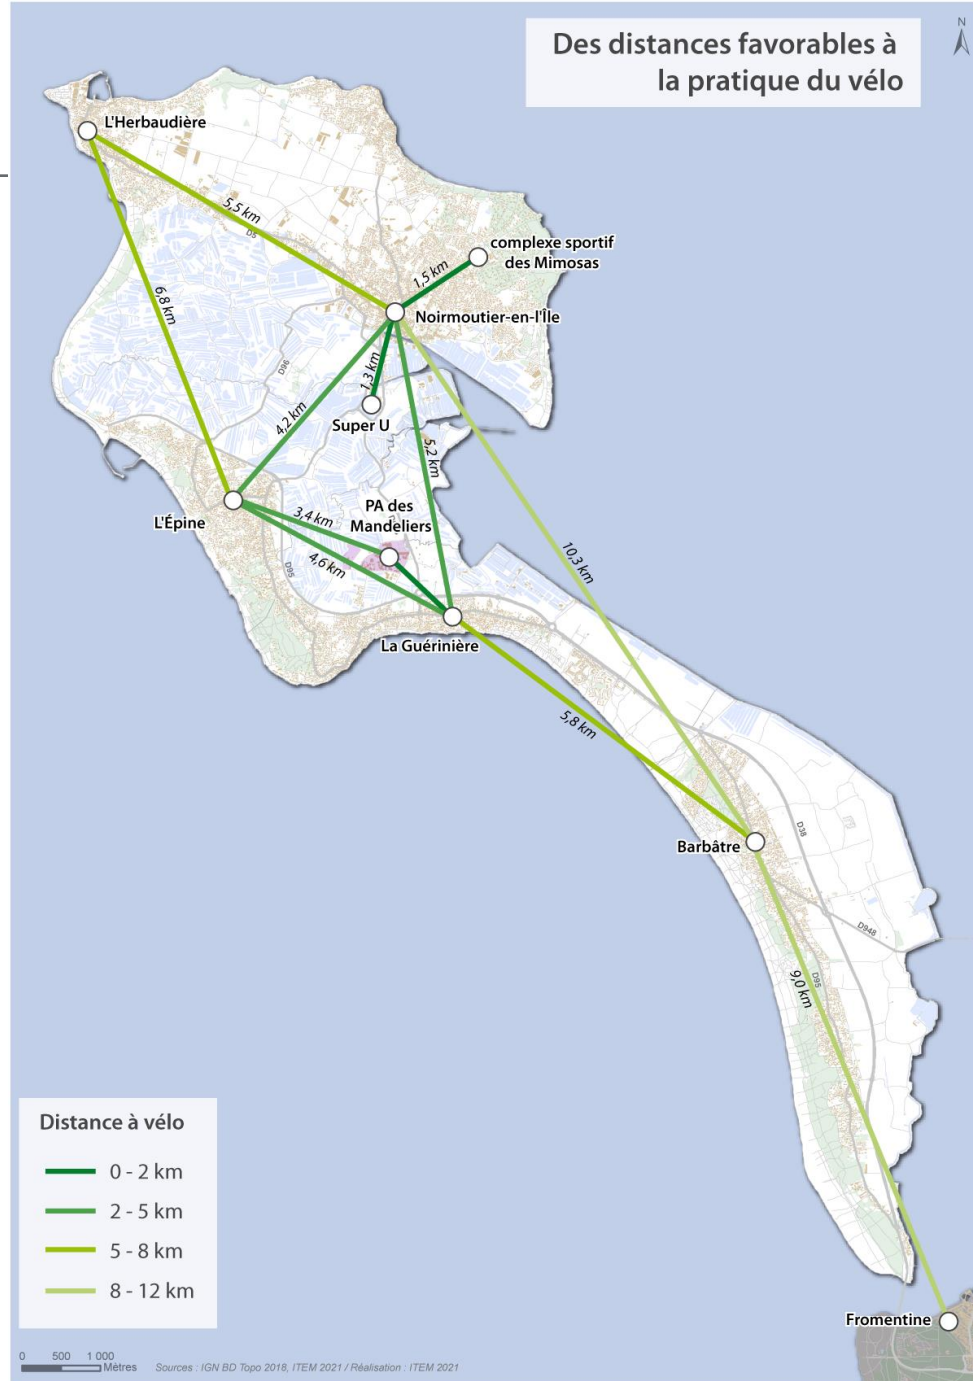 Des distances favorables à
la pratique du vélo
N
L'Herbaudière
5,5 km
D5
complexe sportif
des Mimosas
1,5 km
6,8 km
Noirmoutier-en-l'Île
D96
1,3 km
4,2 km
Super U
5,2 km
L'Épine
PA des
Mandeliers
3,4 km
4,6 km
D95
10,3 km
La Guérinière
5,8 km
Barbâtre
D38
D948
D95
9,0 km
Distance à vélo
0 - 2 km
2 - 5 km
5 - 8 km
8 - 12 km
Fromentine
0 500 1 000
Mètres
Sources : IGN BD Topo 2018, ITEM 2021 / Réalisation : ITEM 2021